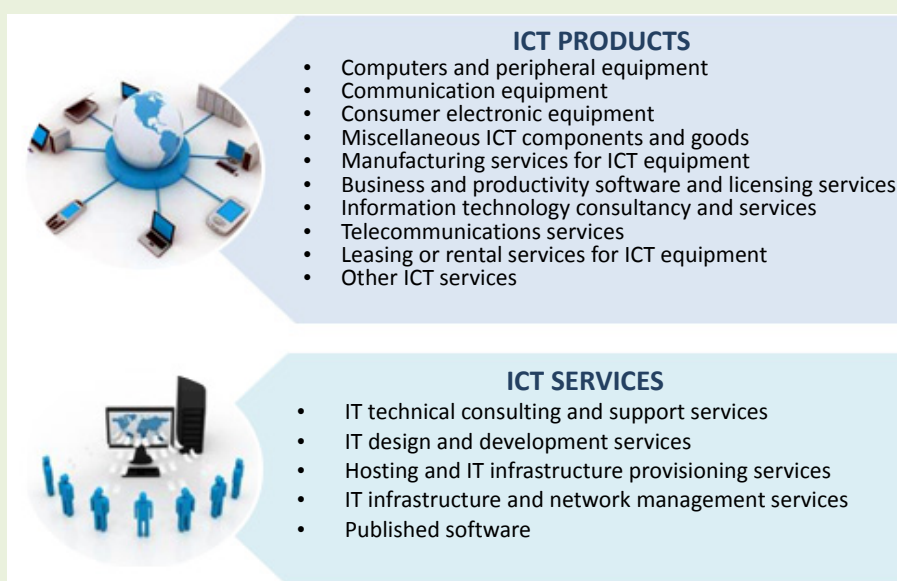 ICT PRODUCTS
• Computers and peripheral equipment
• Communication equipment
• Consumer electronic equipment
• Miscellaneous ICT components and goods
• Manufacturing services for ICT equipment
• Business and productivity software and licensing services
• Information technology consultancy and services
• Telecommunications services
• Leasing or rental services for ICT equipment
• Other ICT services
ICT SERVICES
• IT technical consulting and support services
• IT design and development services
• Hosting and IT infrastructure provisioning services
• IT infrastructure and network management services
• Published software